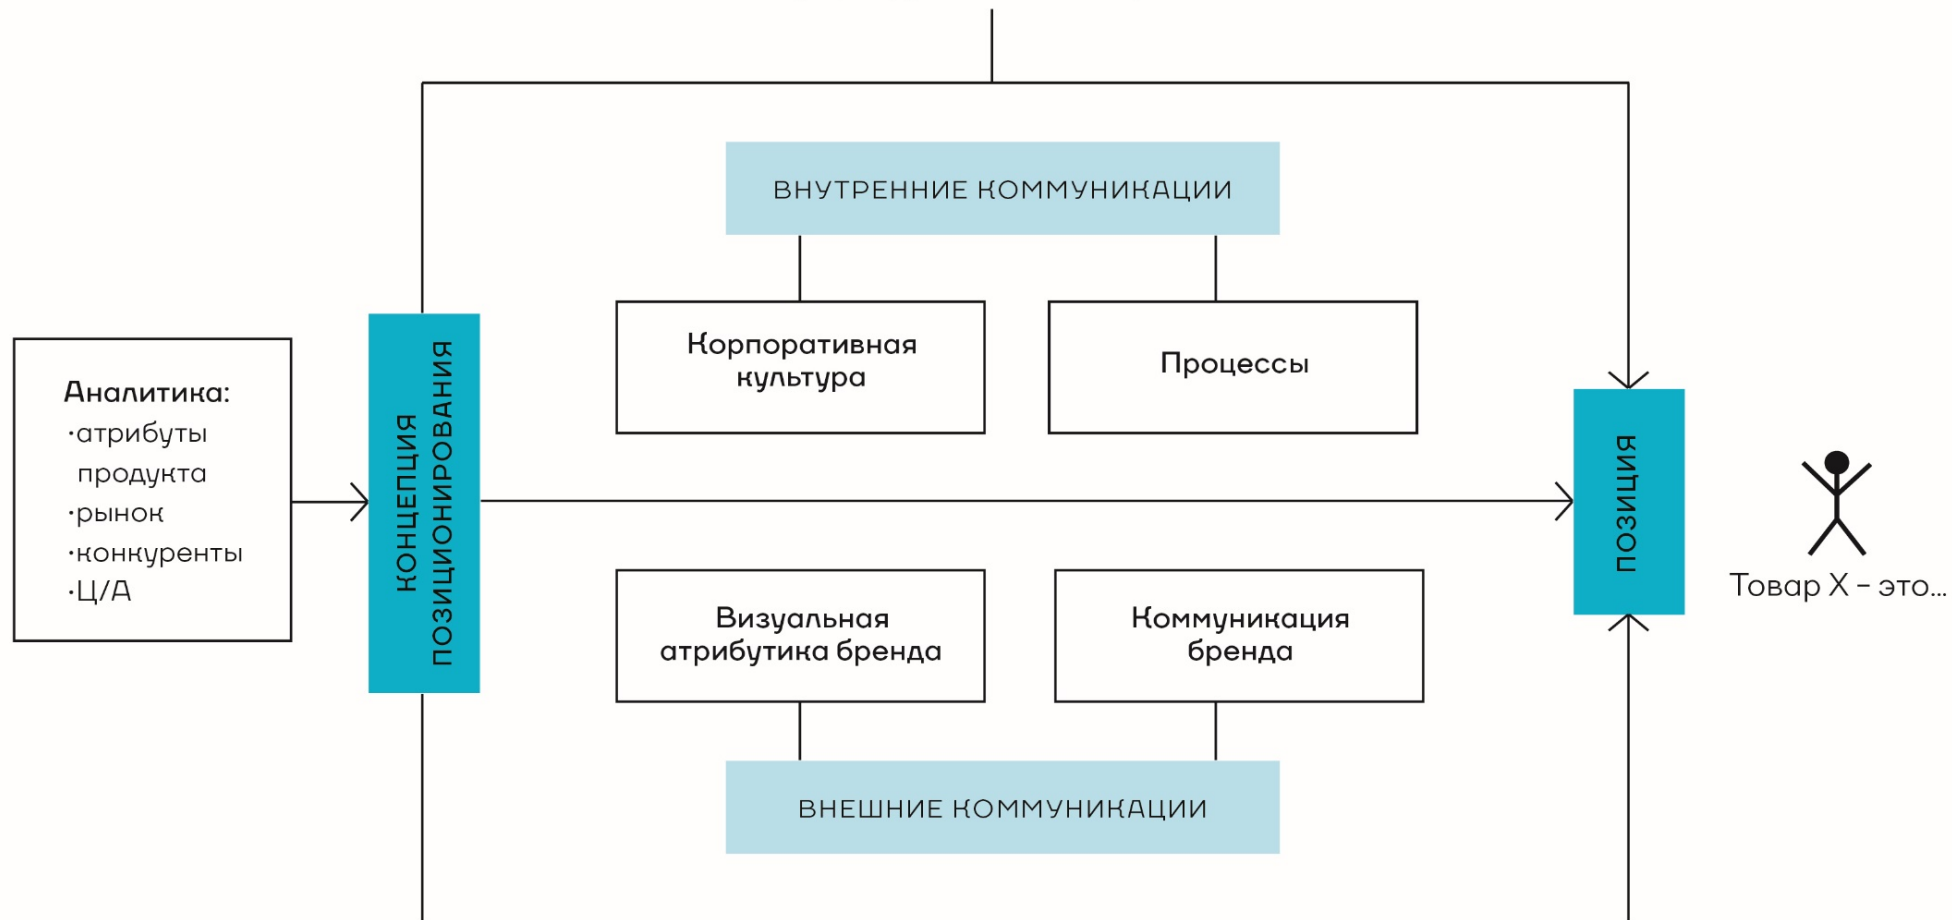 ВНУТРЕННИЕ КОММУНИКАЦИИ
Корпоративная
культура
Процессы
Аналитика:
·атрибуты
продукта
·рынок
·конкуренты
·Ц/А
КОНЦЕПЦИЯ
ПОЗИЦИОНИРОВАНИЯ
ПОЗИЦИЯ
Товар X – это...
Визуальная
атрибутика бренда
Коммуникация
бренда
ВНЕШНИЕ КОММУНИКАЦИИ